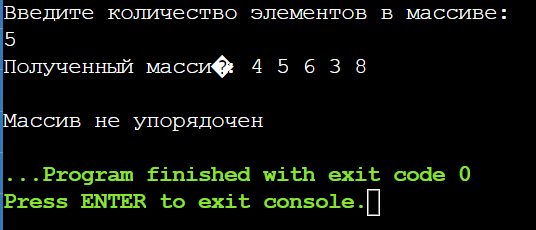 Введите количество элементов в массиве:
5
Полученный масси�: 4 5 6 3 8
Массив не упорядочен
...Program finished with exit code 0
Press ENTER to exit console.